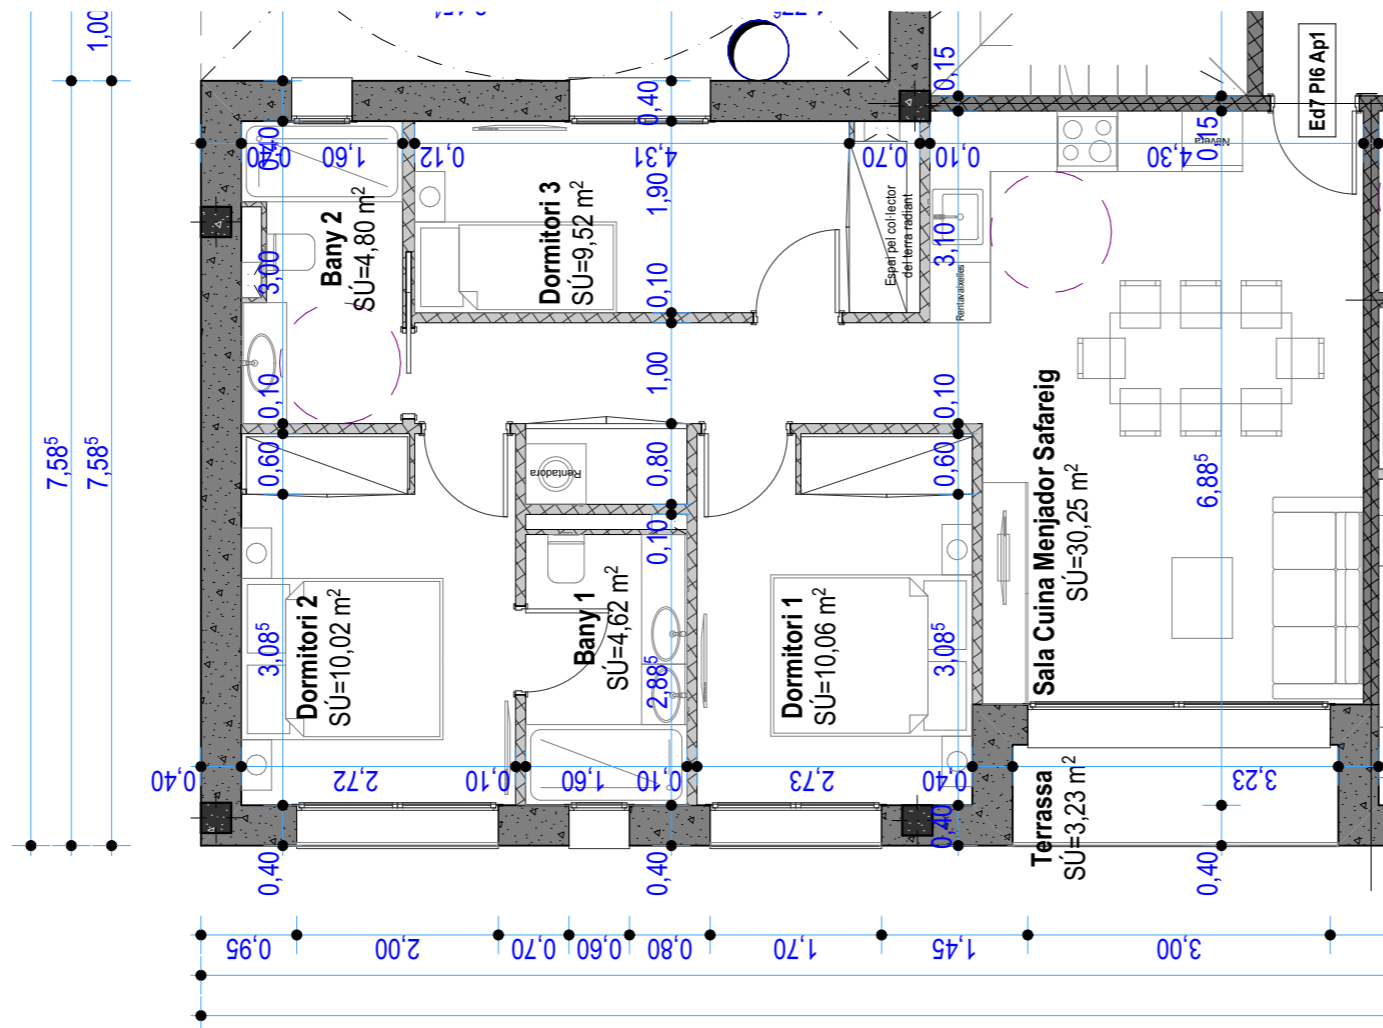 1,00
7,58⁵
7,58⁵
Ed7 Pl6 Ap1
0,15
0,15
0,40
0,40
0,40
1,60
0,12
4,31
0,70
0,10
4,30
Nevera
Bany 2
SÚ=4,80 m²
3,00
Dormitori 3
SÚ=9,52 m²
1,90
0,10
Espai pel col·lector
del terra radiant
3,10
Rentavaixelles
0,10
1,00
0,10
0,60
Rentadora
0,80
0,10
0,60
Sala Cuina Menjador Safareig
SÚ=30,25 m²
6,88⁵
Dormitori 2
SÚ=10,02 m²
3,08⁵
Bany 1
SÚ=4,62 m²
2,88⁵
Dormitori 1
SÚ=10,06 m²
3,08⁵
0,40
2,72
0,10
1,60
0,10
2,73
0,40
3,23
Terrassa
SÚ=3,23 m²
0,40
0,40
0,40
0,40
0,95
2,00
0,70
0,60
0,80
1,70
1,45
3,00